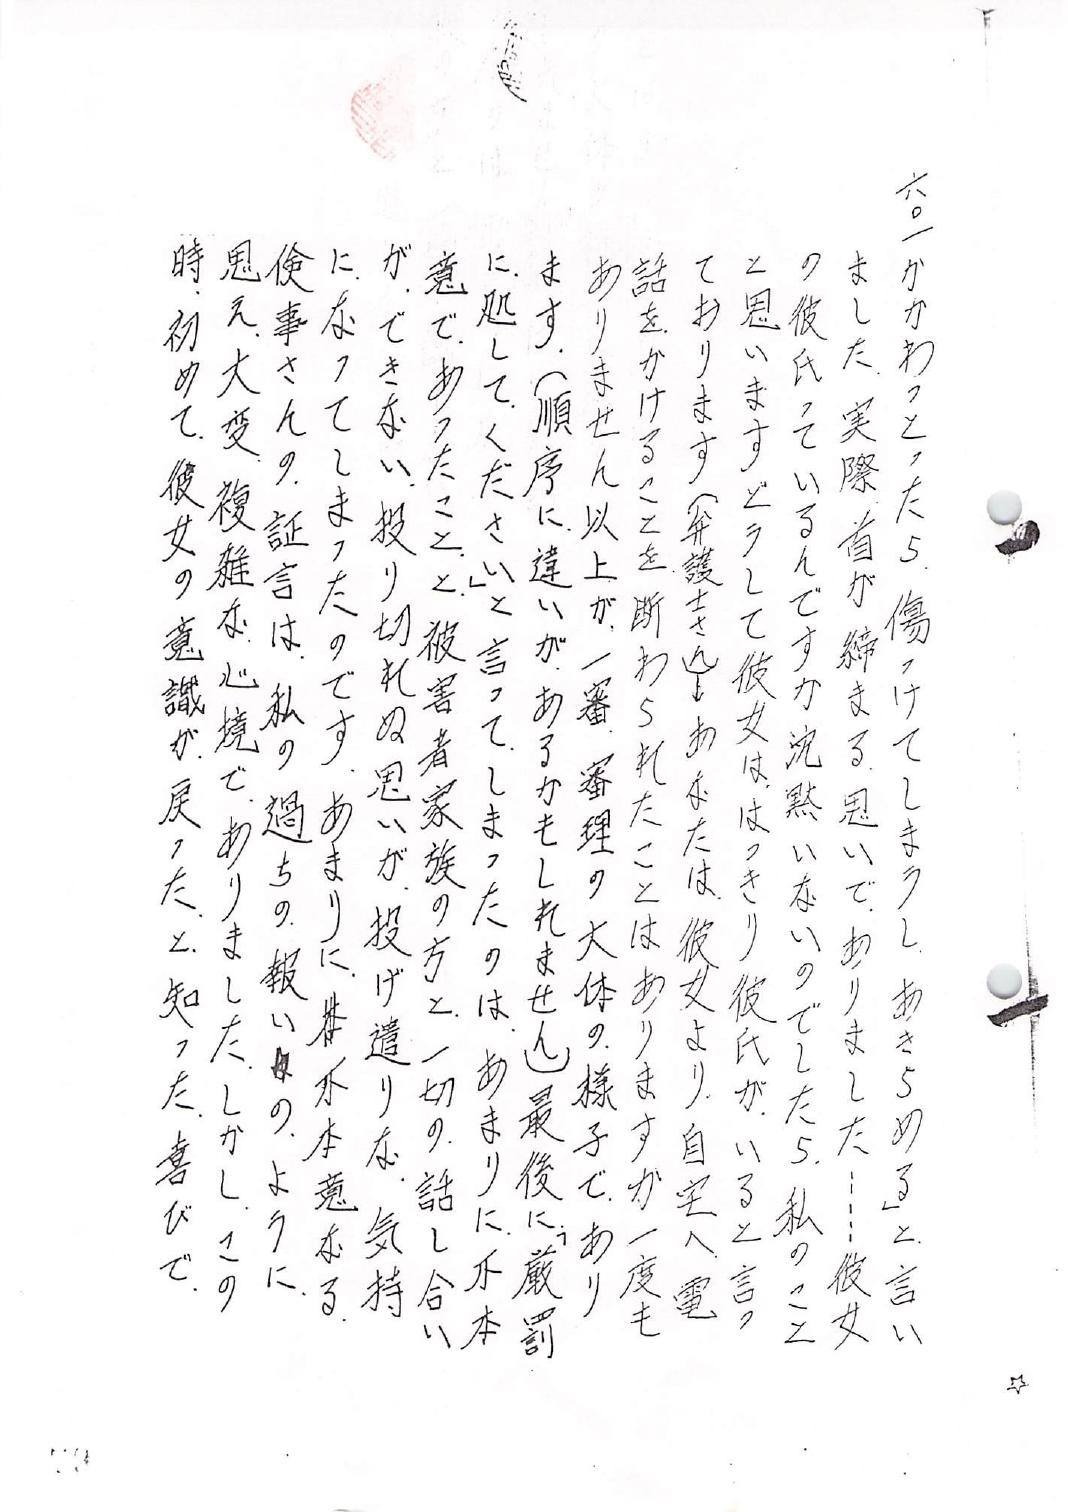 六〇一かかわっとったら、傷つけてしまうし、あきらめる」と、言い
ました、実際、首が締まる、思いで、ありました-----彼女
の彼氏っているんですか沈黙いないのでしたら、私のこと
と思いますどうして彼女は、はっきり彼氏が、いると言っ
ております(弁護士さん)あなたは、彼女より、自宅へ、電
話を、かけることを、断わられたことはありますか一度も
ありません以上が、一審、審理の大体の、様子で、あり
ます、(順序に、違いが、あるかもしれません)最後に、「厳罰
に、処して、ください」と言って、しまったのは、あまりに、不本
意で、あったこと、と、被害者家族の方と、一切の、話し合い
が、できない、投り切れぬ思いが、投げ遣りな、気持
に、なってしまったのです、あまりに、不本意なる、
倹事さんの、証言は、私の過ちの、報いの、ように、
思え、大変、複雑な、心境で、ありました、しかし、この
時、初めて、彼女の意識が、戻った、と、知った、喜びで、